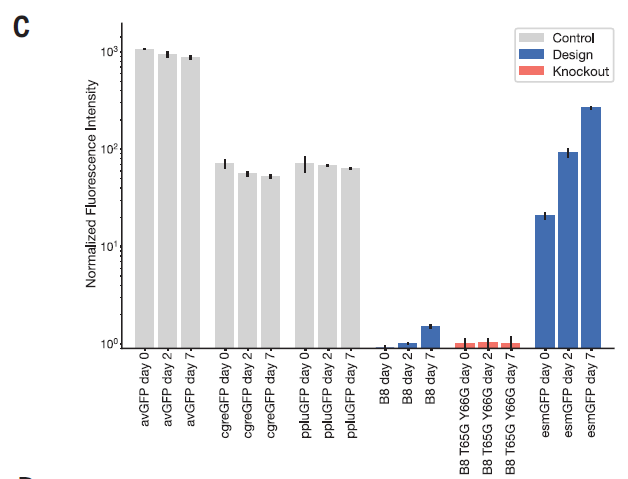 C
Control
Design
Knockout
Normalized Fluorescence Intensity
10³
10²
10¹
10⁰
avGFP day 0
avGFP day 2
avGFP day 7
cgreGFP day 0
cgreGFP day 2
cgreGFP day 7
ppluGFP day 0
ppluGFP day 2
ppluGFP day 7
B8 day 0
B8 day 2
B8 day 7
B8 T65G Y66G day 0
B8 T65G Y66G day 2
B8 T65G Y66G day 7
esmGFP day 0
esmGFP day 2
esmGFP day 7